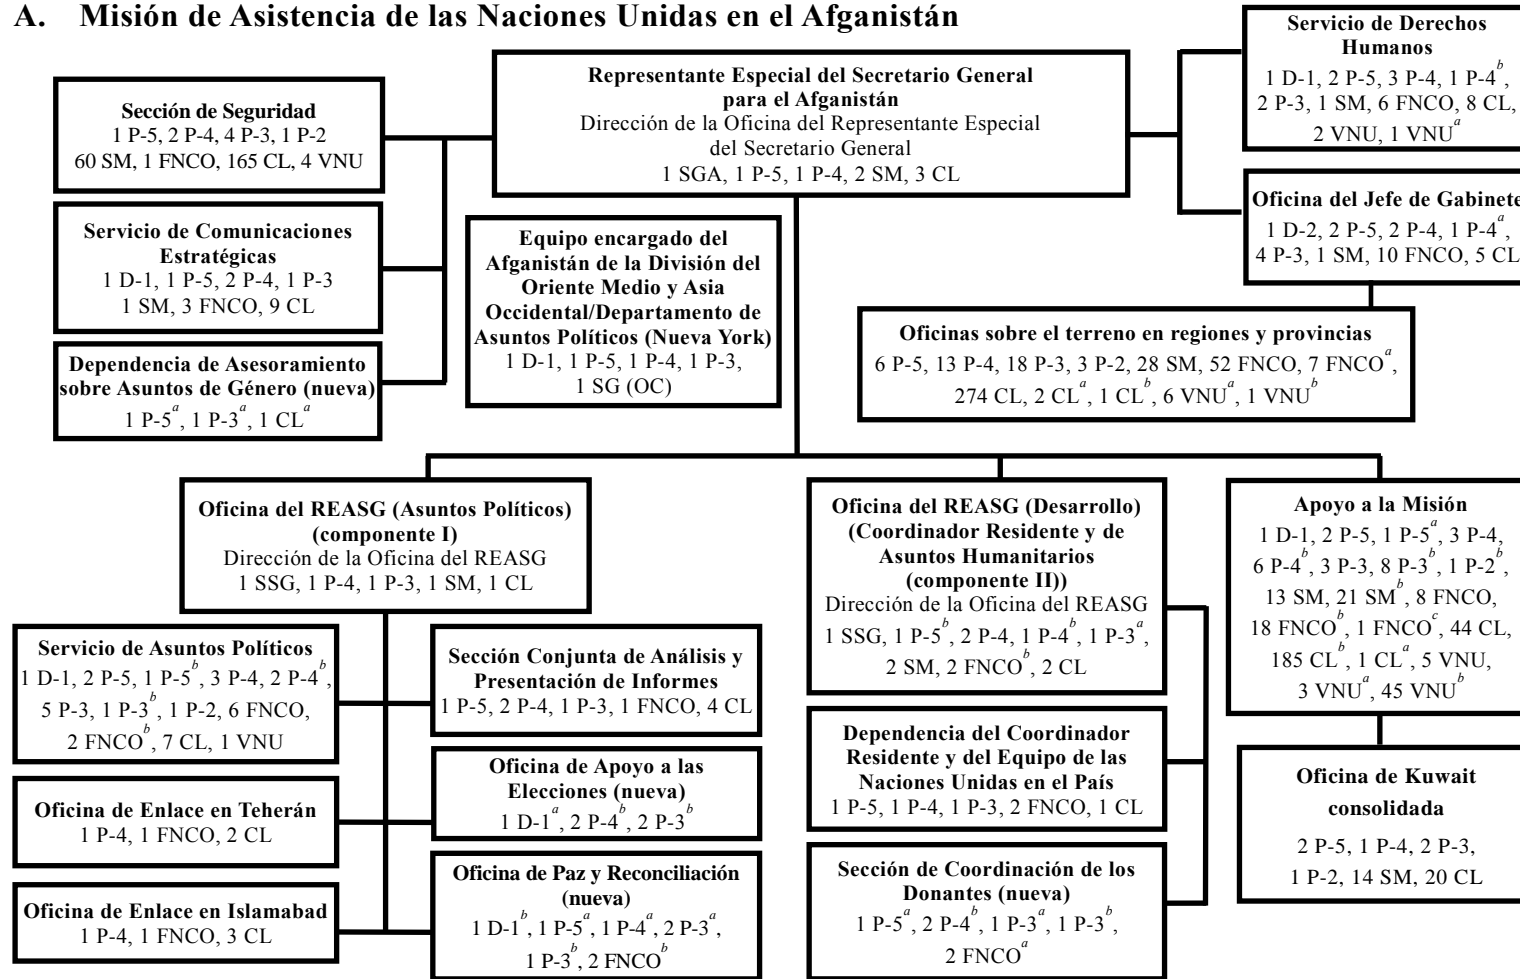 A. Misión de Asistencia de las Naciones Unidas en el Afganistán
Representante Especial del Secretario General
para el Afganistán
Dirección de la Oficina del Representante Especial
del Secretario General
1 SGA, 1 P-5, 1 P-4, 2 SM, 3 CL
Servicio de Derechos
Humanos
1 D-1, 2 P-5, 3 P-4, 1 P-4b,
2 P-3, 1 SM, 6 FNCO, 8 CL,
2 VNU, 1 VNUa
Sección de Seguridad
1 P-5, 2 P-4, 4 P-3, 1 P-2
60 SM, 1 FNCO, 165 CL, 4 VNU
Oficina del Jefe de Gabinete
1 D-2, 2 P-5, 2 P-4, 1 P-4a,
4 P-3, 1 SM, 10 FNCO, 5 CL
Servicio de Comunicaciones
Estratégicas
1 D-1, 1 P-5, 2 P-4, 1 P-3
1 SM, 3 FNCO, 9 CL
Equipo encargado del
Afganistán de la División del
Oriente Medio y Asia
Occidental/Departamento de
Asuntos Políticos (Nueva York)
1 D-1, 1 P-5, 1 P-4, 1 P-3,
1 SG (OC)
Oficinas sobre el terreno en regiones y provincias
6 P-5, 13 P-4, 18 P-3, 3 P-2, 28 SM, 52 FNCO, 7 FNCOa,
274 CL, 2 CLa, 1 CLb, 6 VNUa, 1 VNUb
Dependencia de Asesoramiento
sobre Asuntos de Género (nueva)
1 P-5a, 1 P-3a, 1 CLa
Oficina del REASG (Asuntos Políticos)
(componente I)
Dirección de la Oficina del REASG
1 SSG, 1 P-4, 1 P-3, 1 SM, 1 CL
Oficina del REASG (Desarrollo)
(Coordinador Residente y de
Asuntos Humanitarios
(componente II))
Dirección de la Oficina del REASG
1 SSG, 1 P-5b, 2 P-4, 1 P-4b, 1 P-3a,
2 SM, 2 FNCOb, 2 CL
Apoyo a la Misión
1 D-1, 2 P-5, 1 P-5a, 3 P-4,
6 P-4b, 3 P-3, 8 P-3b, 1 P-2b,
13 SM, 21 SMb, 8 FNCO,
18 FNCOb, 1 FNCOc, 44 CL,
185 CLb, 1 CLa, 5 VNU,
3 VNUa, 45 VNUb
Servicio de Asuntos Políticos
1 D-1, 2 P-5, 1 P-5b, 3 P-4, 2 P-4b,
5 P-3, 1 P-3b, 1 P-2, 6 FNCO,
2 FNCOb, 7 CL, 1 VNU
Sección Conjunta de Análisis y
Presentación de Informes
1 P-5, 2 P-4, 1 P-3, 1 FNCO, 4 CL
Dependencia del Coordinador
Residente y del Equipo de las
Naciones Unidas en el País
1 P-5, 1 P-4, 1 P-3, 2 FNCO, 1 CL
Oficina de Kuwait
consolidada
2 P-5, 1 P-4, 2 P-3,
1 P-2, 14 SM, 20 CL
Oficina de Enlace en Teherán
1 P-4, 1 FNCO, 2 CL
Oficina de Apoyo a las
Elecciones (nueva)
1 D-1a, 2 P-4b, 2 P-3b
Oficina de Enlace en Islamabad
1 P-4, 1 FNCO, 3 CL
Oficina de Paz y Reconciliación
(nueva)
1 D-1b, 1 P-5a, 1 P-4a, 2 P-3a,
1 P-3b, 2 FNCOb
Sección de Coordinación de los
Donantes (nueva)
1 P-5a, 2 P-4b, 1 P-3a, 1 P-3b,
2 FNCOa